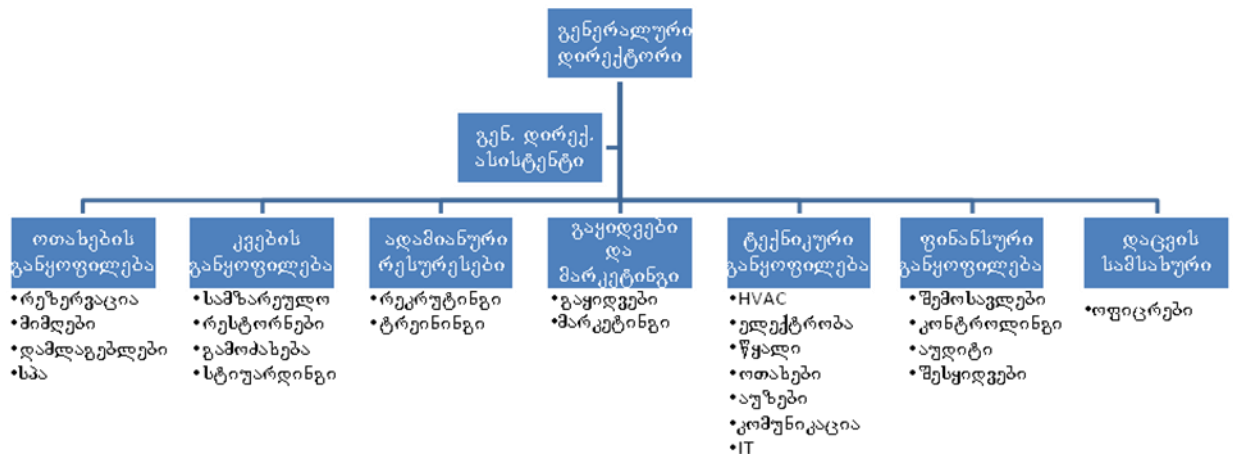 გენერალური
დირექტორი
გენ. დირექ.
ასისტენტი
ოთახების
განყოფილება
•რეზერვაცია
•მიმღები
•დამლაგებლები
•სპა
კვების
განყოფილება
•სამზარეულო
•რესტორნები
•გამოძახება
•სტიუარდინგი
ადამიანური
რესურესები
•რეკრუტინგი
•ტრეინინგი
გაყიდვები
და
მარკეტინგი
•გაყიდვები
•მარკეტინგი
ტექნიკური
განყოფილება
•HVAC
•ელექტრობა
•წყალი
•ოთახები
•აუზები
•კომუნიკაცია
•IT
ფინანსური
განყოფილება
•შემოსავლები
•კონტროლინგი
•აუდიტი
•შესყიდვები
დაცვის
სამსახური
•ოფიცრები